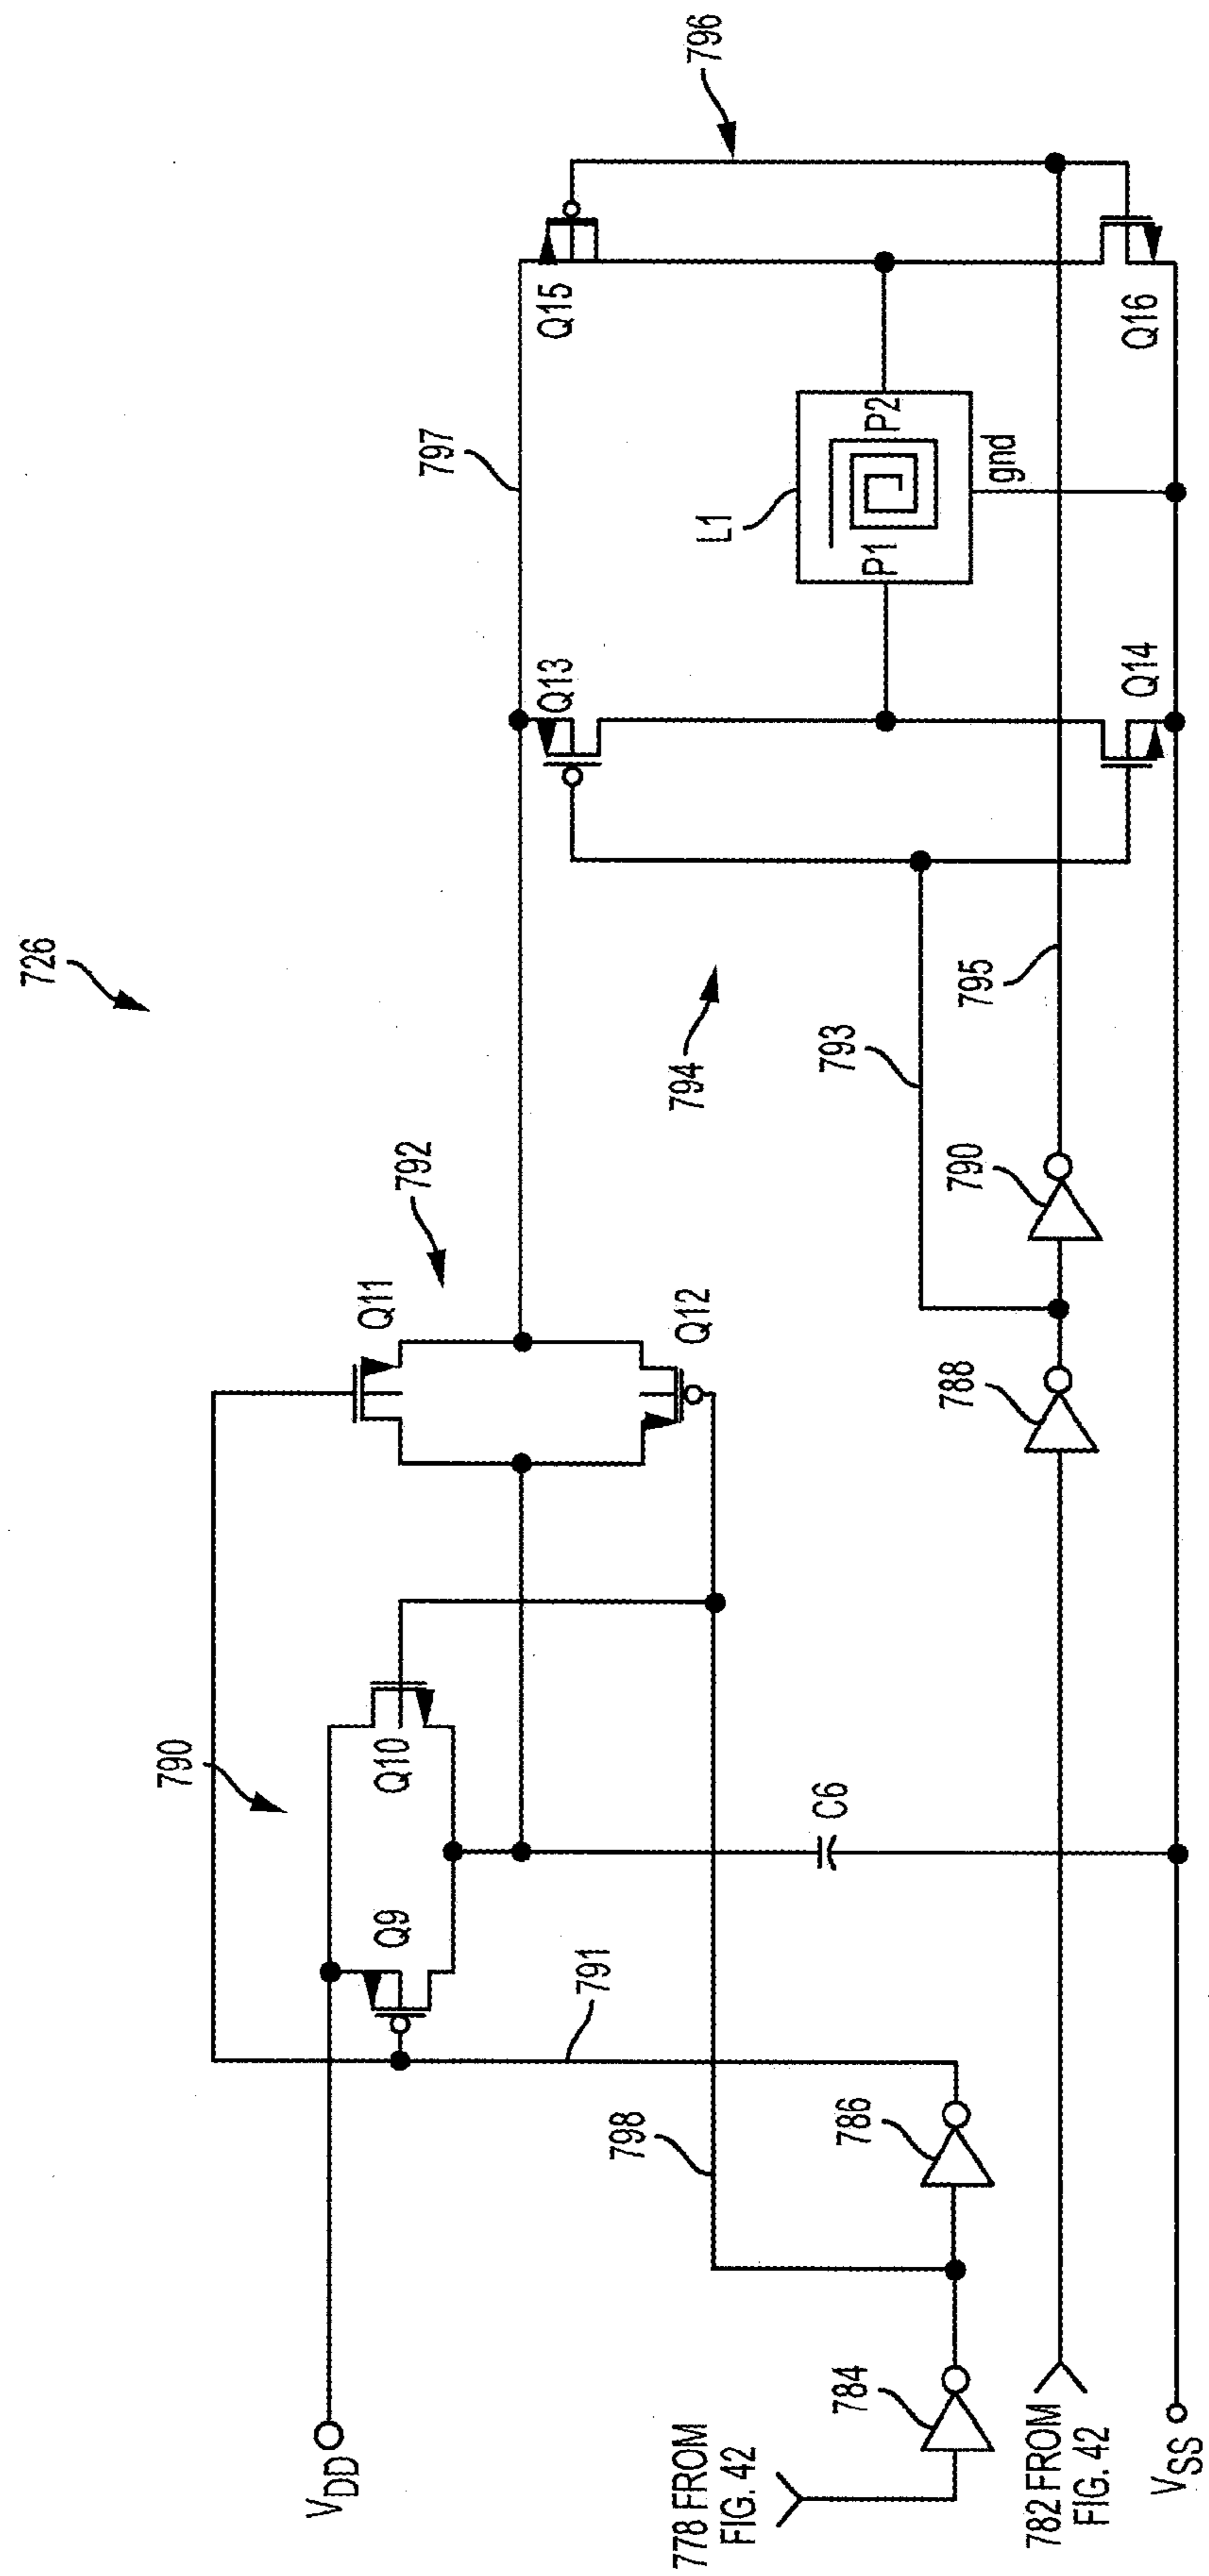 726
796
797
Q15
Q16
L1
P1
P2
gnd
Q13
Q14
792
Q11
Q12
794
793
795
790
788
790
Q10
Q9
C6
791
798
786
784
VDD
778 FROM
FIG. 42
782 FROM
FIG. 42
VSS